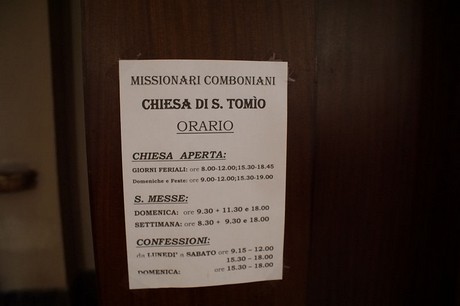 MISSIONARI COMBONIANI
CHIESA DI S. TOMÌO
ORARIO
CHIESA APERTA:
GIORNI FERIALI: ore 8.00-12.00;15.30-18.45
Domeniche e Feste: ore 9.00-12.00;15.30-19.00
S. MESSE:
DOMENICA: ore 9.30 + 11.30 e 18.00
SETTIMANA: ore 8.30 + 9.30 e 18.00
CONFESSIONI:
da LUNEDI' a SABATO ore 9.15 – 12.00
15.30 – 18.00
DOMENICA: ore 15.30 – 18.00